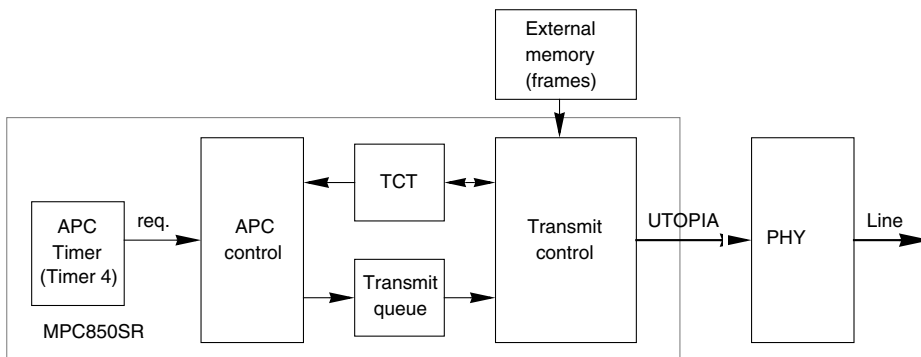 External
memory
(frames)
TCT
req.
APC
Timer
(Timer 4)
APC
control
Transmit
control
UTOPIA
PHY
Line
Transmit
queue
MPC850SR